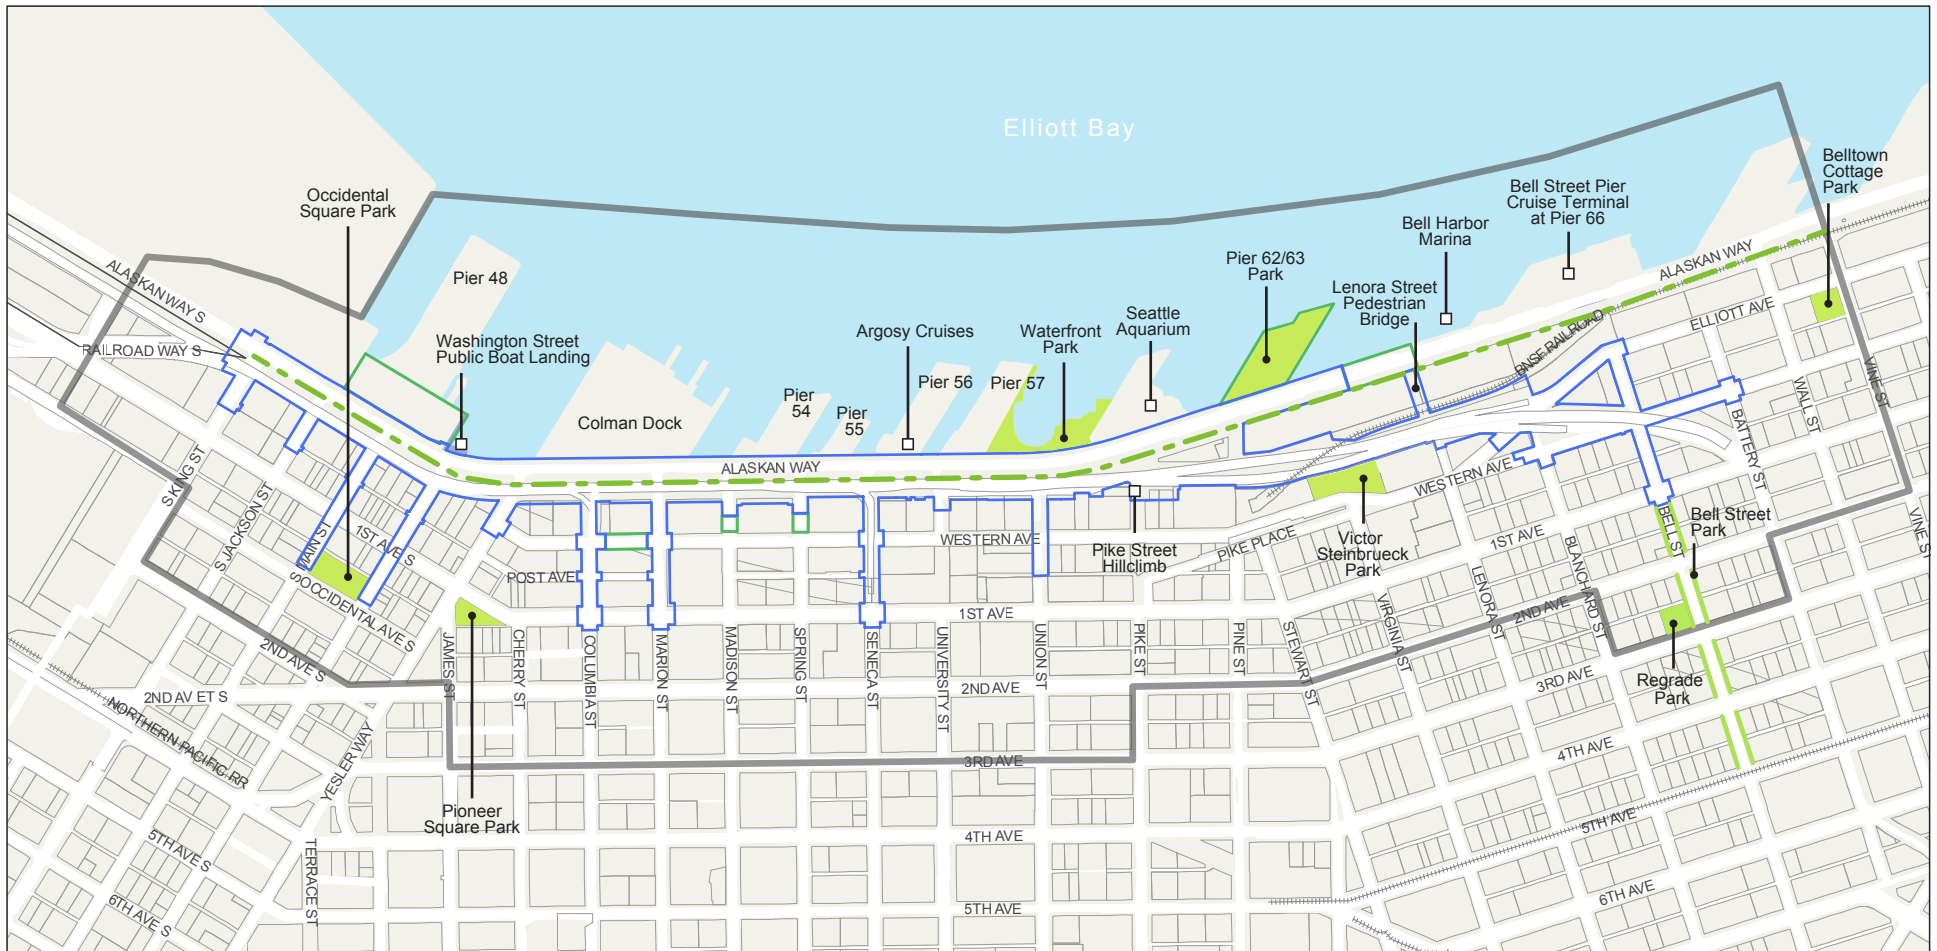 Elliott Bay
Belltown
Cottage
Park
Bell Street Pier
Cruise Terminal
at Pier 66
Occidental
Square Park
Bell Harbor
Marina
Pier 48
Pier 62/63
Park
ALASKAN WAY
ALASKAN WAY S
Lenora Street
Pedestrian
Bridge
Seattle
Aquarium
Washington Street
Public Boat Landing
Argosy Cruises
Waterfront
Park
ELLIOTT AVE
BNSF RAILROAD
RAILROAD WAY S
Pier 56
Pier 57
Pier
54
Pier
55
Colman Dock
VINE ST
WALL ST
BATTERY ST
ALASKAN WAY
S KING ST
WESTERN AVE
S JACKSON ST
S MAIN ST
1ST AVE S
WESTERN AVE
PIKE PLACE
Pike Street
Hillclimb
Victor
Steinbrueck
Park
1ST AVE
BELL ST
Bell Street
Park
VINE ST
BLANCHARD ST
LENORA ST
VIRGINIA ST
POST AVE
OCCIDENTAL AVE S
1ST AVE
2ND AVE
2ND AVE S
JAMES ST
CHERRY ST
COLUMBIA ST
MARION ST
MADISON ST
SPRING ST
SENECA ST
UNIVERSITY ST
UNION ST
PIKE ST
PINE ST
STEWART ST
2ND AV ET S
2ND AVE
3RD AVE
Regrade
Park
NORTHERN PACIFIC RR
YESLER WAY
3RD AVE
4TH AVE
Pioneer
Square Park
4TH AVE
5TH AVE
5TH AVE S
TERRACE ST
6TH AVE
6TH AVE S
5TH AVE